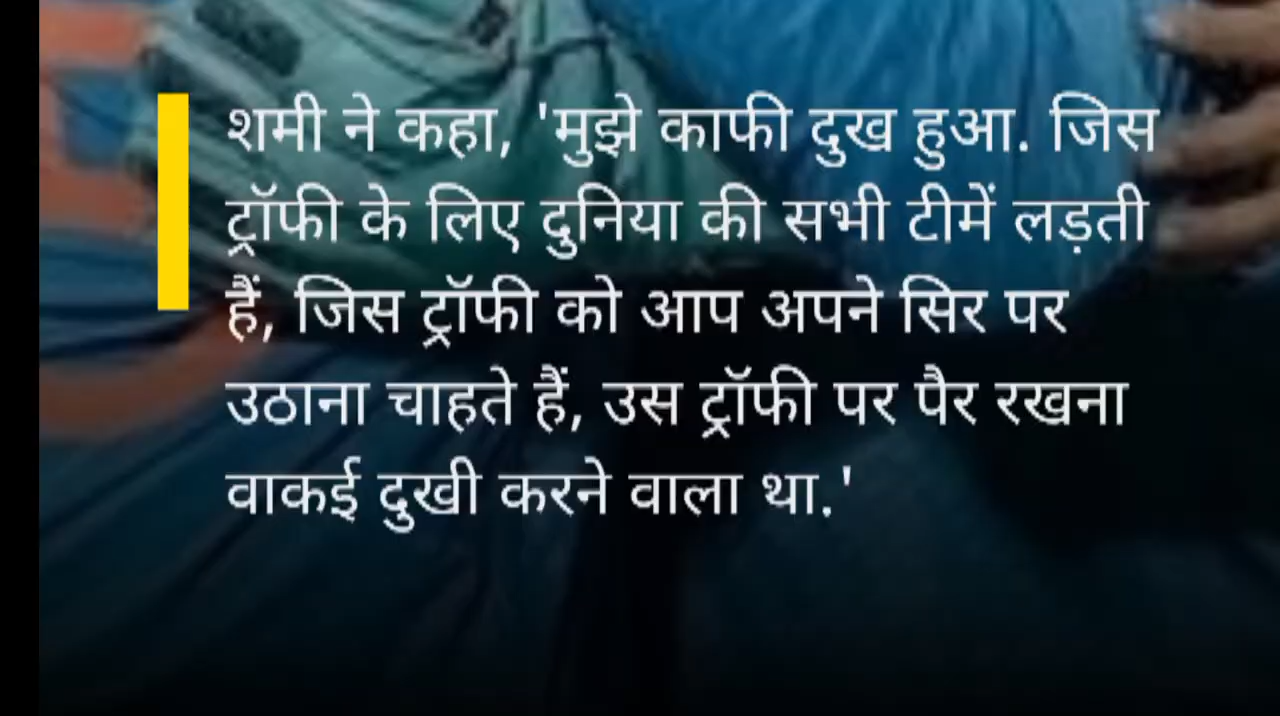 शमी ने कहा, 'मुझे काफी दुख हुआ. जिस
ट्रॉफी के लिए दुनिया की सभी टीमें लड़ती
हैं, जिस ट्रॉफी को आप अपने सिर पर
उठाना चाहते हैं, उस ट्रॉफी पर पैर रखना
वाकई दुखी करने वाला था.'